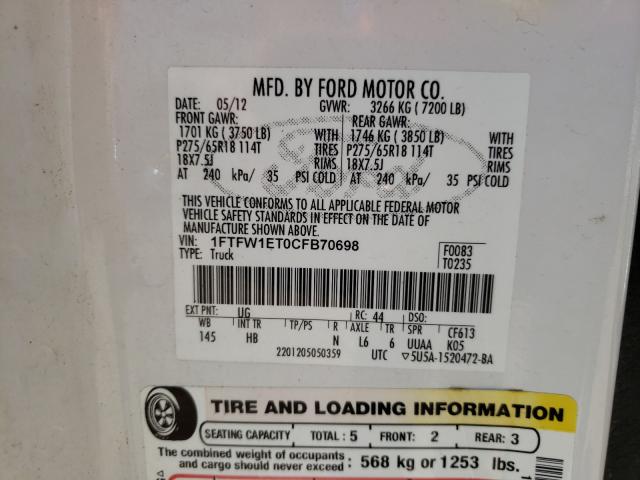 MFD. BY FORD MOTOR CO.
DATE: 05/12 GVWR: 3266 KG (7200 LB)
FRONT GAWR: REAR GAWR:
1701 KG (3750 LB) WITH 1746 KG (3850 LB) WITH
P275/65R18 114T TIRES P275/65R18 114T TIRES
18X7.5J RIMS 18X7.5J RIMS
AT 240 kPa/ 35 PSI COLD AT 240 kPa/ 35 PSI COLD
THIS VEHICLE CONFORMS TO ALL APPLICABLE FEDERAL MOTOR
VEHICLE SAFETY STANDARDS IN EFFECT ON THE DATE OF
MANUFACTURE SHOWN ABOVE.
VIN: 1FTFW1ET0CFB70698 F0083
TYPE: Truck T0235
EXT PNT: UG RC: 44 DSO:
WB INT TR TP/PS R AXLE TR SPR CF613
145 HB N L6 6 UUAA K05
2201205050359 UTC ▽5U5A-1520472-BA
TIRE AND LOADING INFORMATION
SEATING CAPACITY TOTAL : 5 FRONT: 2 REAR: 3
The combined weight of occupants
and cargo should never exceed : 568 kg or 1253 lbs.